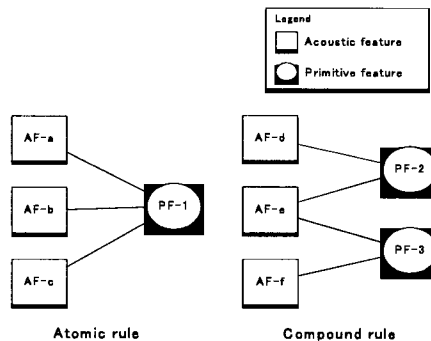 Legend
Acoustic feature
Primitive feature
AF-a
AF-b
AF-c
PF-1
AF-d
AF-e
AF-f
PF-2
PF-3
Atomic rule
Compound rule